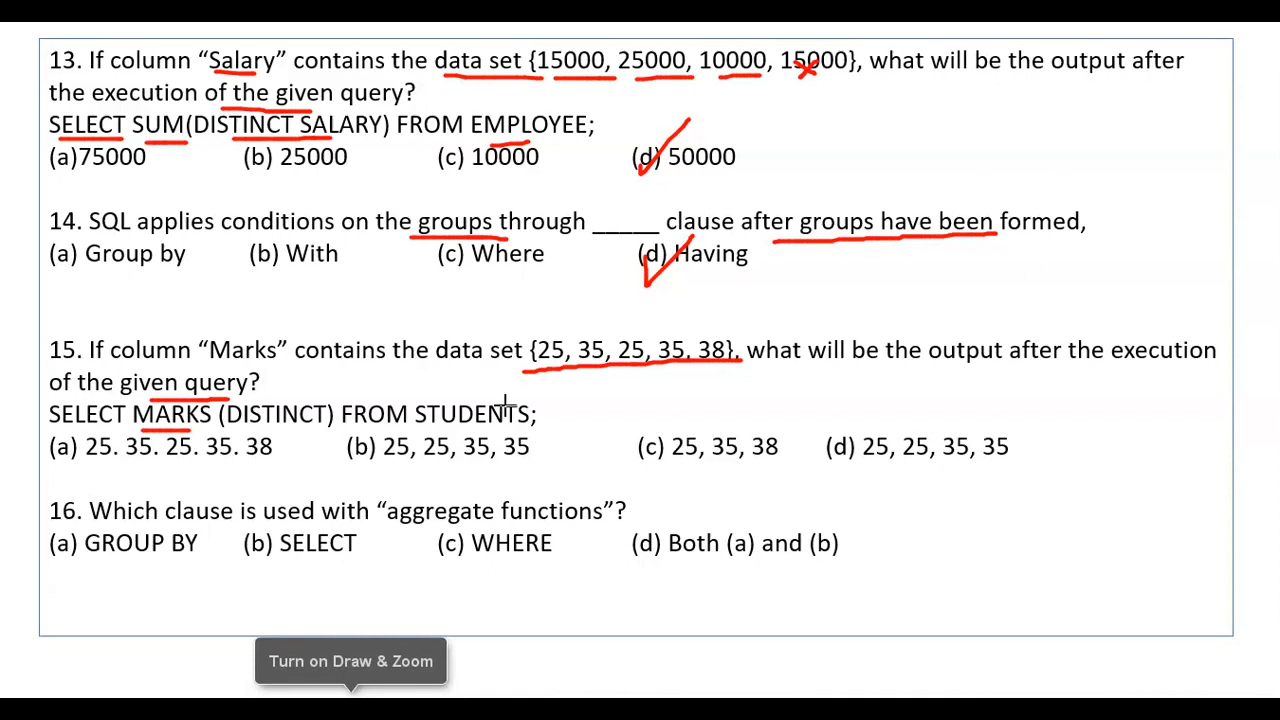 13. If column “Salary” contains the data set {15000, 25000, 10000, 15000}, what will be the output after
the execution of the given query?
SELECT SUM(DISTINCT SALARY) FROM EMPLOYEE;
(a)75000 (b) 25000 (c) 10000 (d) 50000
14. SQL applies conditions on the groups through _____ clause after groups have been formed,
(a) Group by (b) With (c) Where (d) Having
15. If column “Marks” contains the data set {25, 35, 25, 35, 38}, what will be the output after the execution
of the given query?
SELECT MARKS (DISTINCT) FROM STUDENTS;
(a) 25. 35. 25. 35. 38 (b) 25, 25, 35, 35 (c) 25, 35, 38 (d) 25, 25, 35, 35
16. Which clause is used with “aggregate functions”?
(a) GROUP BY (b) SELECT (c) WHERE (d) Both (a) and (b)
Turn on Draw & Zoom